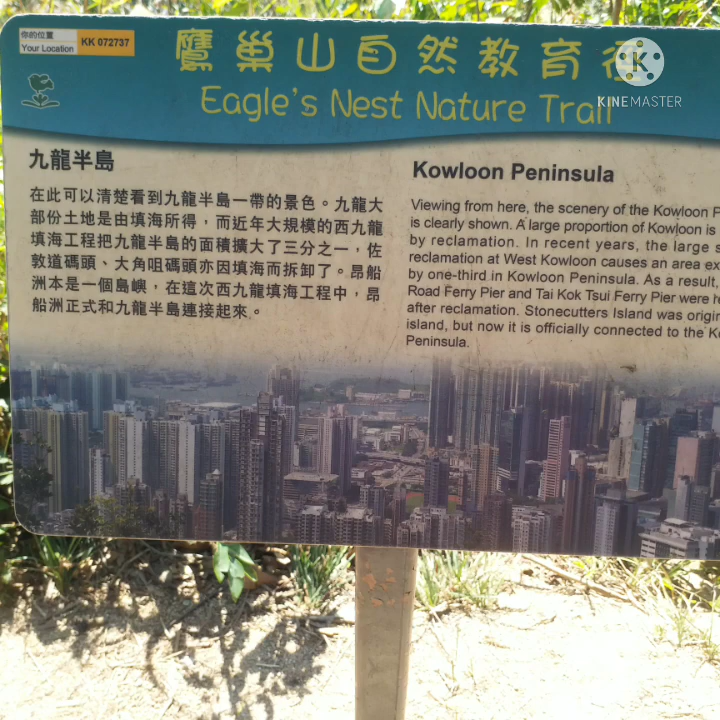 你的位置
Your Location
KK 072737
鷹巢山自然教育徑
Eagle's Nest Nature Trail
KINEMASTER
九龍半島
在此可以清楚看到九龍半島一帶的景色。九龍大
部份土地是由填海所得，而近年大規模的西九龍
填海工程把九龍半島的面積擴大了三分之一，佐
敦道碼頭、大角咀碼頭亦因填海而拆卸了。昂船
洲本是一個島嶼，在這次西九龍填海工程中，昂
船洲正式和九龍半島連接起來。
Kowloon Peninsula
Viewing from here, the scenery of the Kowloon P
is clearly shown. A large proportion of Kowloon is
by reclamation. In recent years, the large s
reclamation at West Kowloon causes an area ex
by one-third in Kowloon Peninsula. As a result,
Road Ferry Pier and Tai Kok Tsui Ferry Pier were r
after reclamation. Stonecutters Island was origin
island, but now it is officially connected to the Ko
Peninsula.